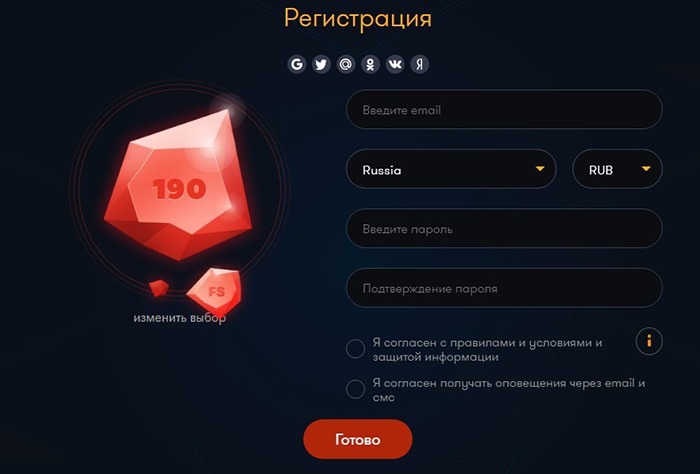 Регистрация
190
FS
изменить выбор
Введите email
Russia
RUB
Введите пароль
Подтверждение пароля
Я согласен с правилами и условиями и
защитой информации
Я согласен получать оповещения через email и
смс
Готово